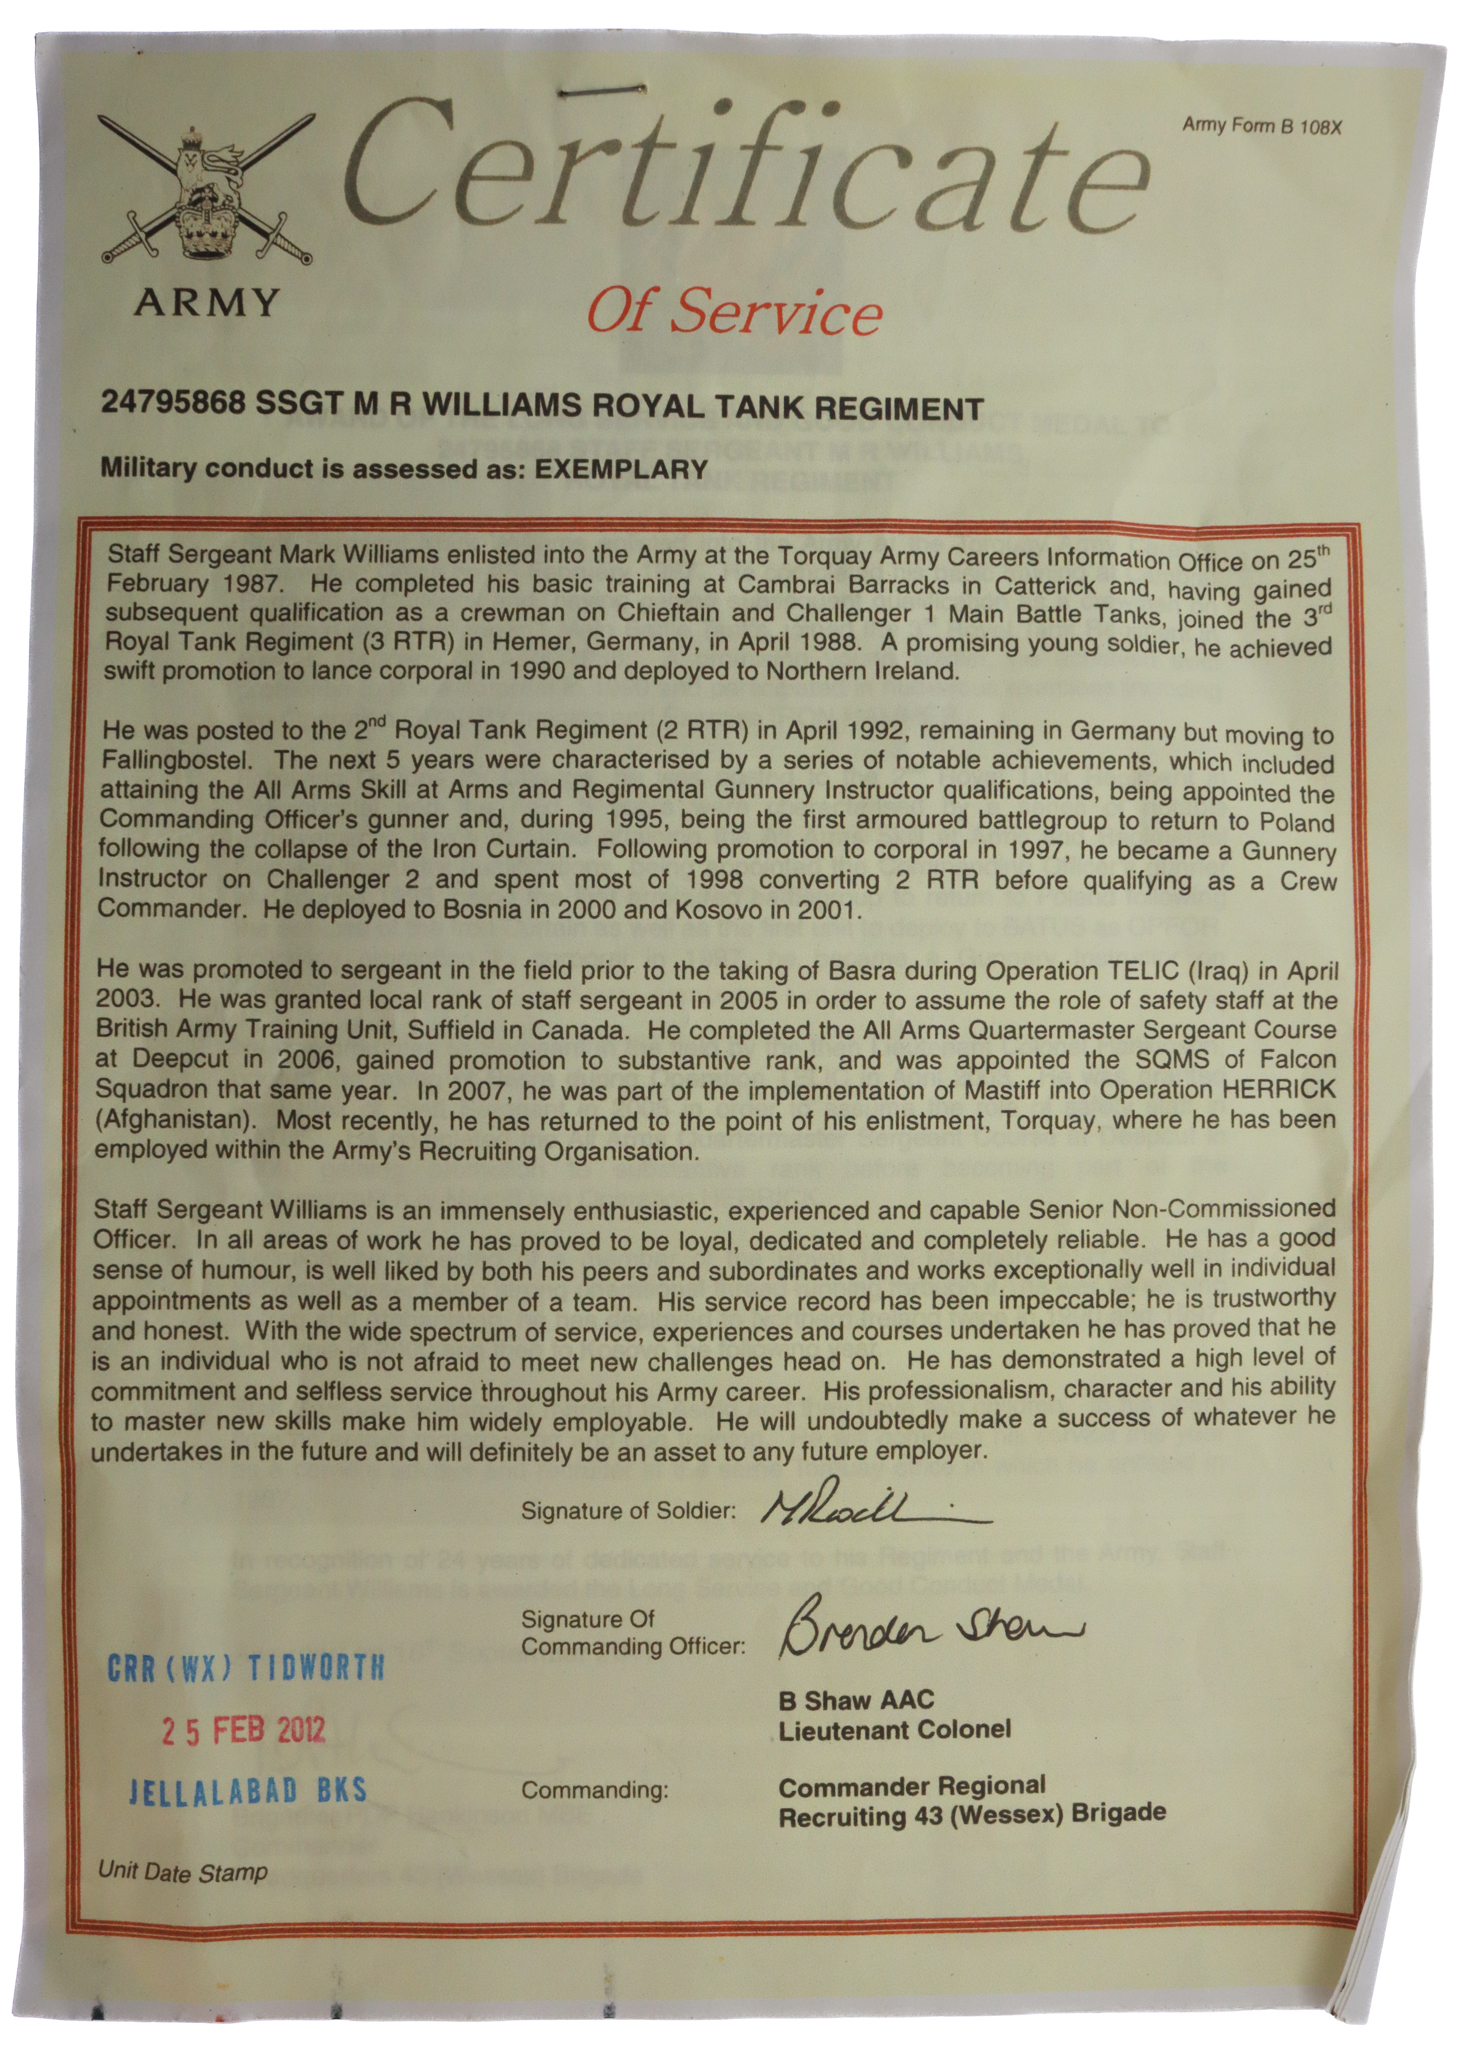 Certificate
Army Form B 108X
ARMY
Of Service
24795868 SSGT M R WILLIAMS ROYAL TANK REGIMENT
Military conduct is assessed as: EXEMPLARY
Staff Sergeant Mark Williams enlisted into the Army at the Torquay Army Careers Information Office on 25th
February 1987. He completed his basic training at Cambrai Barracks in Catterick and, having gained
subsequent qualification as a crewman on Chieftain and Challenger 1 Main Battle Tanks, joined the 3rd
Royal Tank Regiment (3 RTR) in Hemer, Germany, in April 1988. A promising young soldier, he achieved
swift promotion to lance corporal in 1990 and deployed to Northern Ireland.
He was posted to the 2nd Royal Tank Regiment (2 RTR) in April 1992, remaining in Germany but moving to
Fallingbostel. The next 5 years were characterised by a series of notable achievements, which included
attaining the All Arms Skill at Arms and Regimental Gunnery Instructor qualifications, being appointed the
Commanding Officer's gunner and, during 1995, being the first armoured battlegroup to return to Poland
following the collapse of the Iron Curtain. Following promotion to corporal in 1997, he became a Gunnery
Instructor on Challenger 2 and spent most of 1998 converting 2 RTR before qualifying as a Crew
Commander. He deployed to Bosnia in 2000 and Kosovo in 2001.
He was promoted to sergeant in the field prior to the taking of Basra during Operation TELIC (Iraq) in April
2003. He was granted local rank of staff sergeant in 2005 in order to assume the role of safety staff at the
British Army Training Unit, Suffield in Canada. He completed the All Arms Quartermaster Sergeant Course
at Deepcut in 2006, gained promotion to substantive rank, and was appointed the SQMS of Falcon
Squadron that same year. In 2007, he was part of the implementation of Mastiff into Operation HERRICK
(Afghanistan). Most recently, he has returned to the point of his enlistment, Torquay, where he has been
employed within the Army's Recruiting Organisation.
Staff Sergeant Williams is an immensely enthusiastic, experienced and capable Senior Non-Commissioned
Officer. In all areas of work he has proved to be loyal, dedicated and completely reliable. He has a good
sense of humour, is well liked by both his peers and subordinates and works exceptionally well in individual
appointments as well as a member of a team. His service record has been impeccable; he is trustworthy
and honest. With the wide spectrum of service, experiences and courses undertaken he has proved that he
is an individual who is not afraid to meet new challenges head on. He has demonstrated a high level of
commitment and selfless service throughout his Army career. His professionalism, character and his ability
to master new skills make him widely employable. He will undoubtedly make a success of whatever he
undertakes in the future and will definitely be an asset to any future employer.
Signature of Soldier:
Signature Of
Commanding Officer: Brendan Shaw
CRR (WX) TIDWORTH
25 FEB 2012
JELLALABAD BKS
B Shaw AAC
Lieutenant Colonel
Commanding: Commander Regional
Recruiting 43 (Wessex) Brigade
Unit Date Stamp